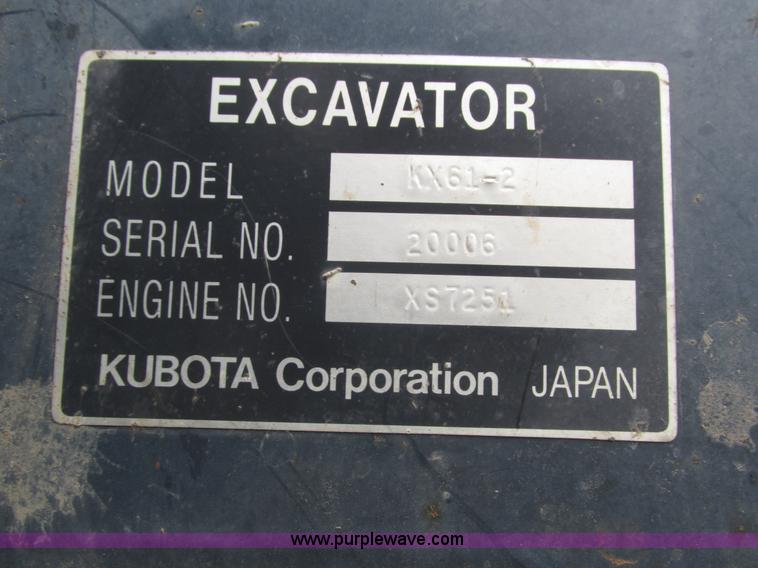 EXCAVATOR
MODEL KX61-2
SERIAL NO. 20006
ENGINE NO. XS7251
KUBOTA Corporation JAPAN
www.purplewave.com